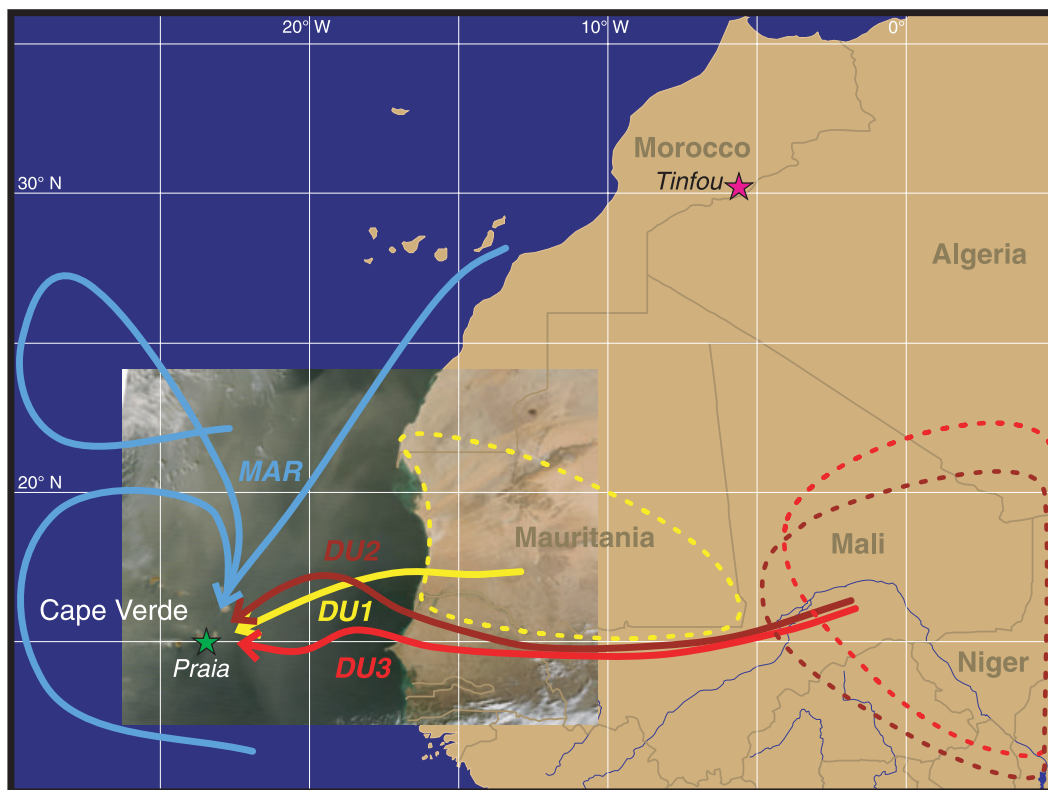 20° W
10° W
0°
Morocco
Tinfou
30° N
Algeria
MAR
20° N
Mauritania
Mali
DU2
Cape Verde
DU1
Praia
DU3
Niger